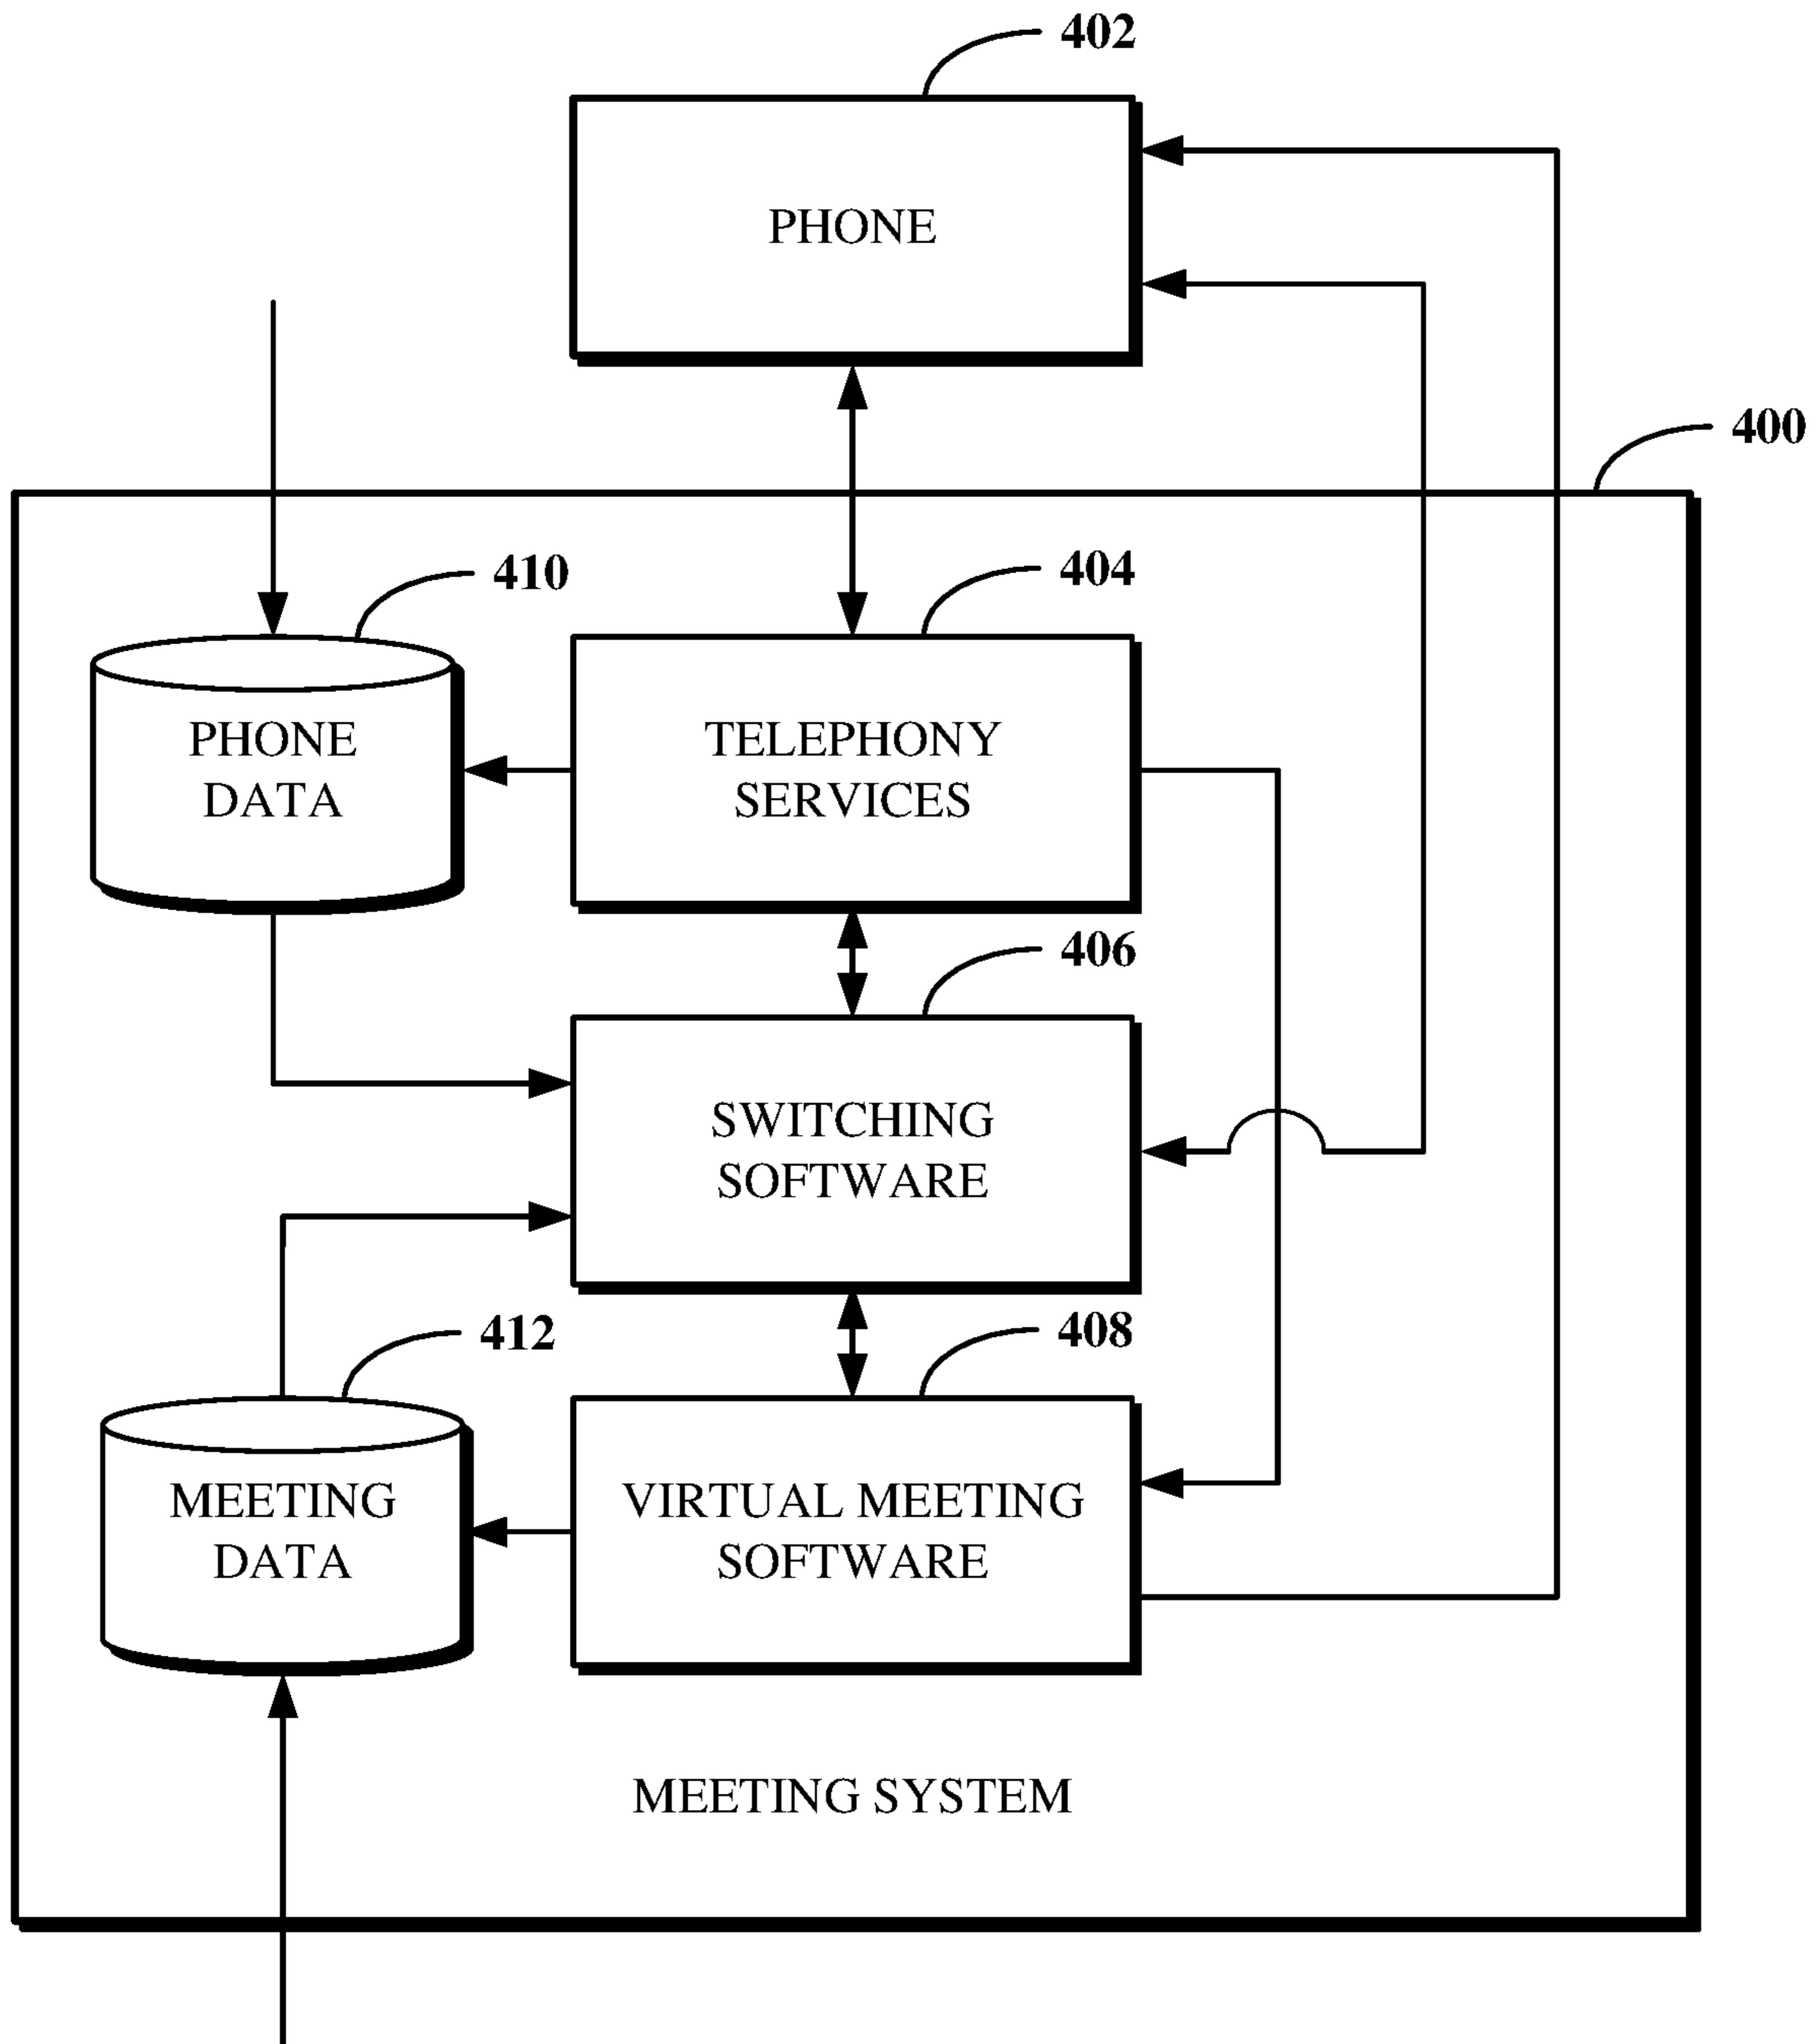 402
PHONE
400
410
404
PHONE
DATA
TELEPHONY
SERVICES
406
SWITCHING
SOFTWARE
412
408
MEETING
DATA
VIRTUAL MEETING
SOFTWARE
MEETING SYSTEM